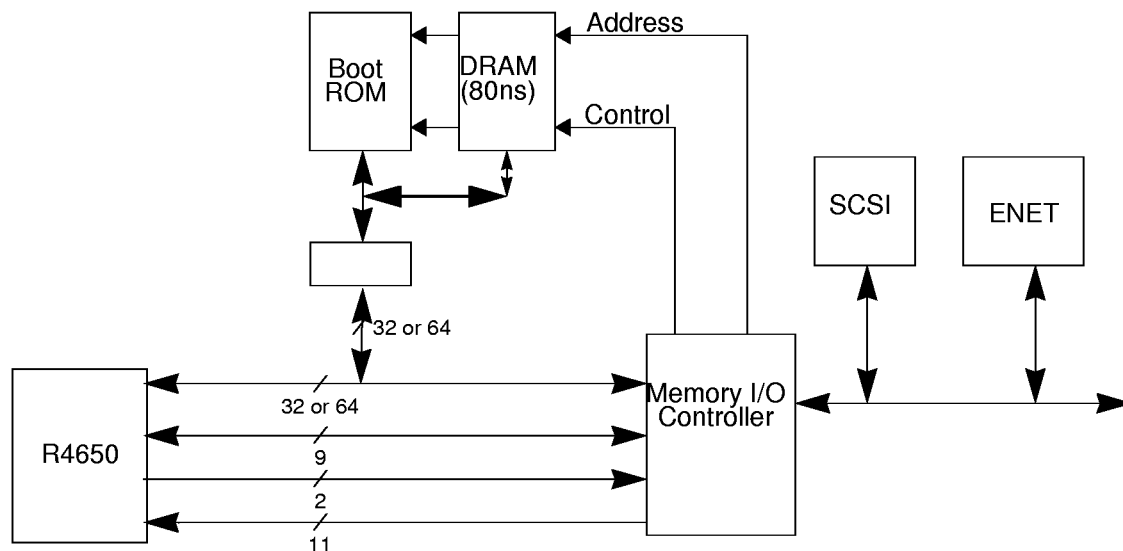 Address
Boot
ROM
DRAM
(80ns)
Control
SCSI
ENET
32 or 64
32 or 64
Memory I/O
Controller
R4650
9
2
11